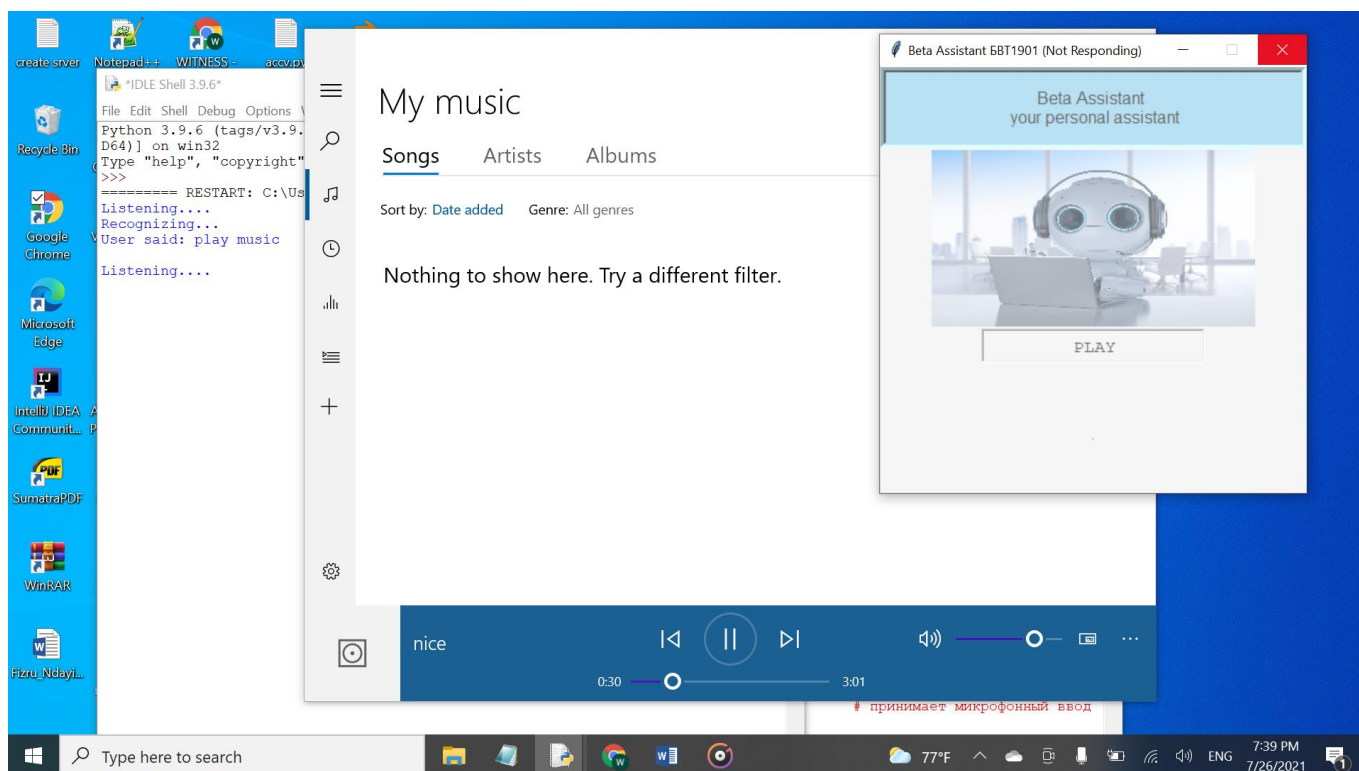 create srver
Notepad++
WITNESS -
accv.py
Recycle Bin
Google
Chrome
Microsoft
Edge
IntelliJ IDEA
Communit...
SumatraPDF
WinRAR
Fizru_Ndayi...
*IDLE Shell 3.9.6*
File Edit Shell Debug Options
Python 3.9.6 (tags/v3.9.
D64)] on win32
Type "help", "copyright"
>>>
========= RESTART: C:\Us
Listening....
Recognizing...
User said: play music
Listening....
My music
Songs Artists Albums
Sort by: Date added Genre: All genres
Nothing to show here. Try a different filter.
nice
0:30
3:01
Beta Assistant БВТ1901 (Not Responding)
Beta Assistant
your personal assistant
PLAY
# принимает микрофонный ввод
Type here to search
77°F
ENG
7:39 PM
7/26/2021
1